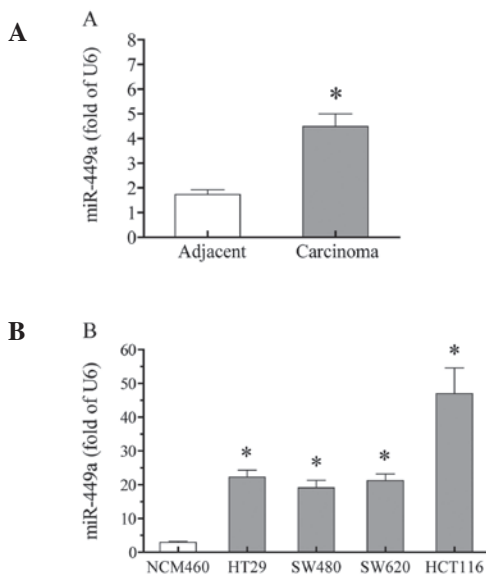 A
A
miR-449a (fold of U6)
8
7
6
5
4
3
2
1
0
*
Adjacent Carcinoma
B
B
miR-449a (fold of U6)
60
50
40
30
20
10
0
* * * *
NCM460 HT29 SW480 SW620 HCT116